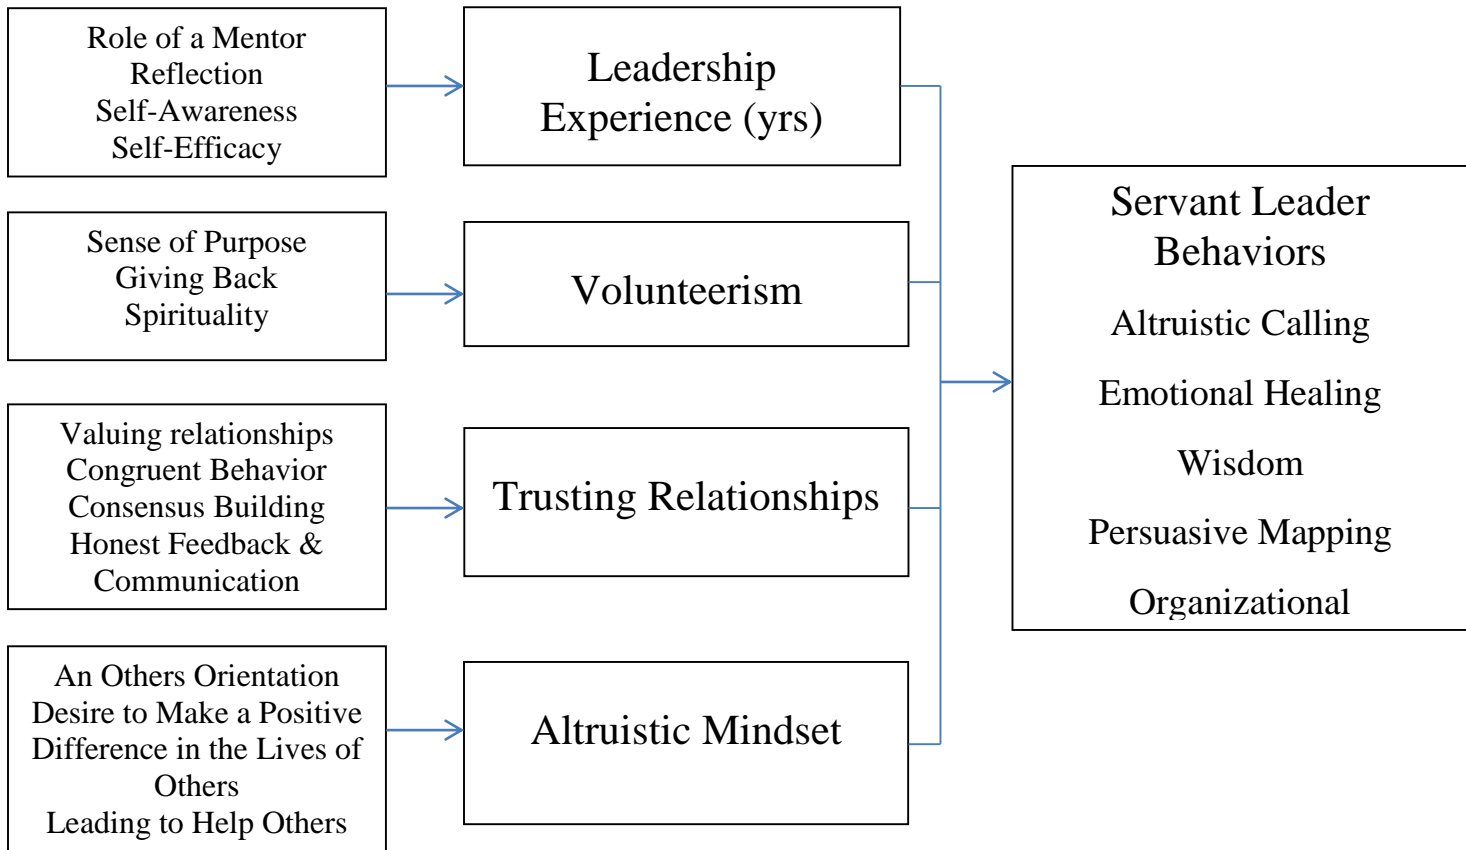 Role of a Mentor
Reflection
Self-Awareness
Self-Efficacy
Leadership
Experience (yrs)
Sense of Purpose
Giving Back
Spirituality
Volunteerism
Valuing relationships
Congruent Behavior
Consensus Building
Honest Feedback &
Communication
Trusting Relationships
An Others Orientation
Desire to Make a Positive
Difference in the Lives of
Others
Leading to Help Others
Altruistic Mindset
Servant Leader
Behaviors
Altruistic Calling
Emotional Healing
Wisdom
Persuasive Mapping
Organizational